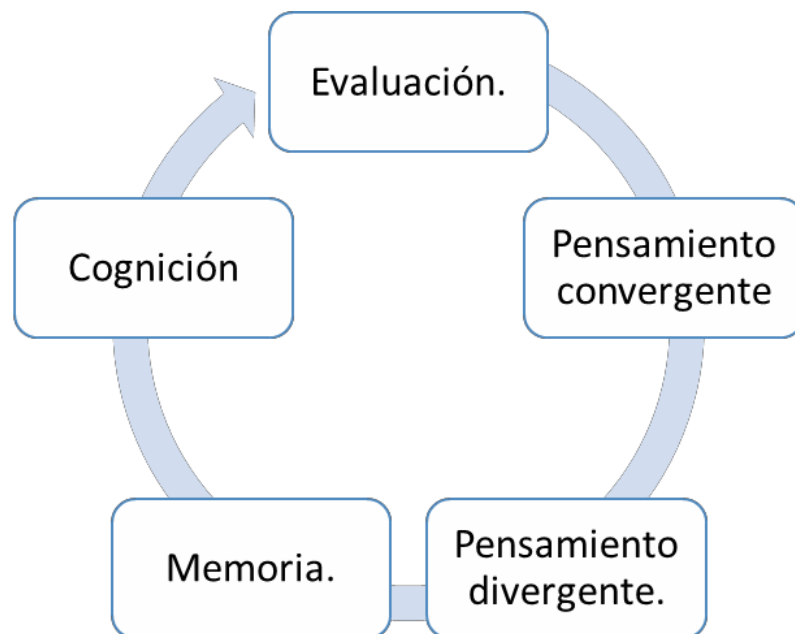 Evaluación.
Pensamiento
convergente
Pensamiento
divergente.
Memoria.
Cognición